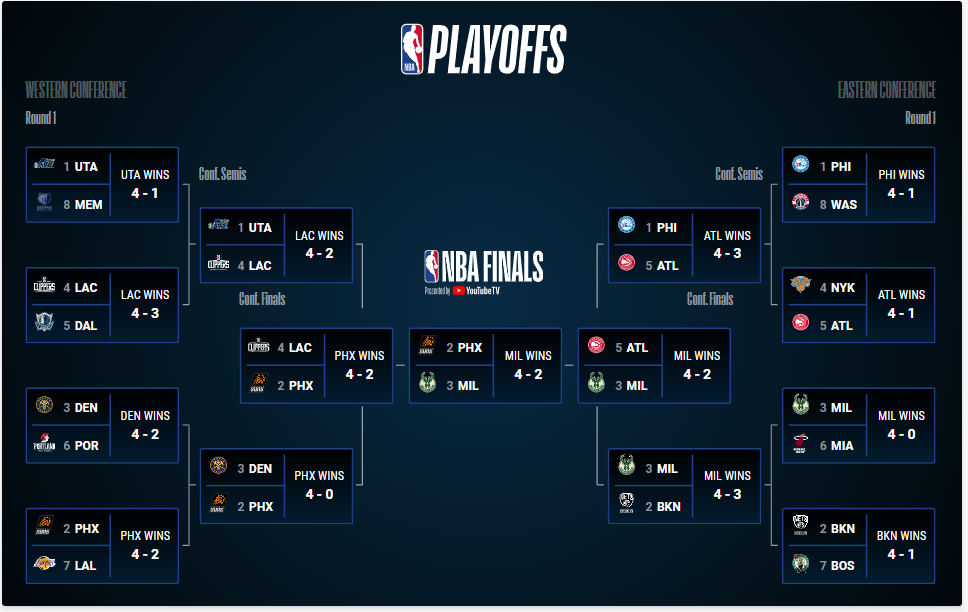 NBA PLAYOFFS
WESTERN CONFERENCE
Round 1
1 UTA
8 MEM
UTA WINS
4 - 1
4 LAC
5 DAL
LAC WINS
4 - 3
3 DEN
6 POR
DEN WINS
4 - 2
2 PHX
7 LAL
PHX WINS
4 - 2
Conf. Semis
1 UTA
4 LAC
LAC WINS
4 - 2
3 DEN
2 PHX
PHX WINS
4 - 0
Conf. Finals
4 LAC
2 PHX
PHX WINS
4 - 2
NBA FINALS
Presented by YouTubeTV
2 PHX
3 MIL
MIL WINS
4 - 2
Conf. Finals
5 ATL
3 MIL
MIL WINS
4 - 2
Conf. Semis
1 PHI
5 ATL
ATL WINS
4 - 3
3 MIL
2 BKN
MIL WINS
4 - 3
EASTERN CONFERENCE
Round 1
1 PHI
8 WAS
PHI WINS
4 - 1
4 NYK
5 ATL
ATL WINS
4 - 1
3 MIL
6 MIA
MIL WINS
4 - 0
2 BKN
7 BOS
BKN WINS
4 - 1